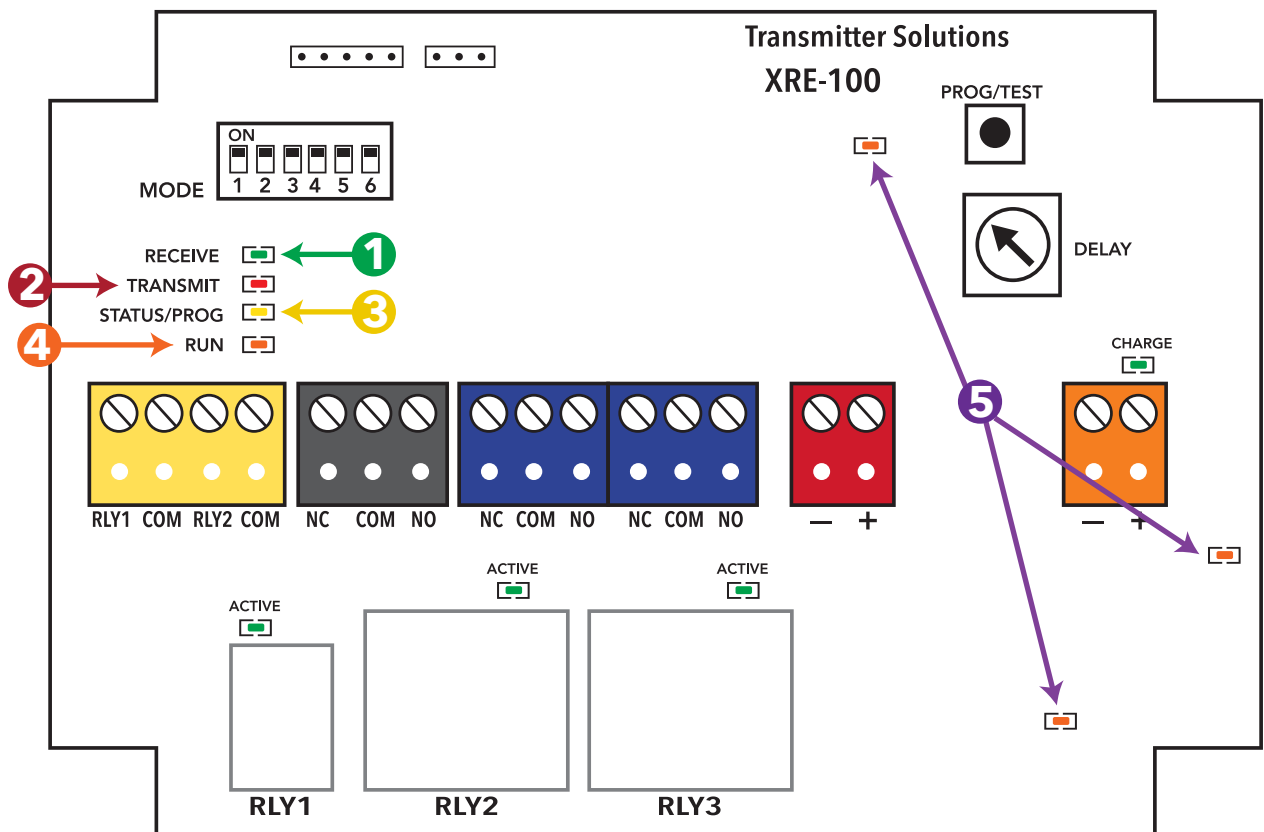 Transmitter Solutions
XRE-100
PROG/TEST
ON
1 2 3 4 5 6
MODE
DELAY
RECEIVE
1
2
TRANSMIT
STATUS/PROG
3
4
RUN
CHARGE
5
RLY1 COM RLY2 COM
NC COM NO
NC COM NO
NC COM NO
— +
— +
ACTIVE
ACTIVE
ACTIVE
RLY1
RLY2
RLY3